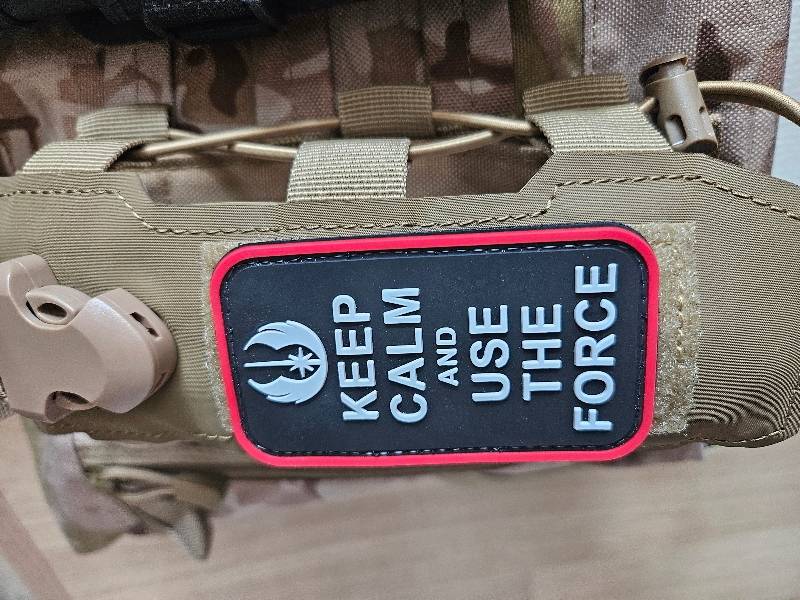 KEEP
CALM
AND
USE
THE
FORCE